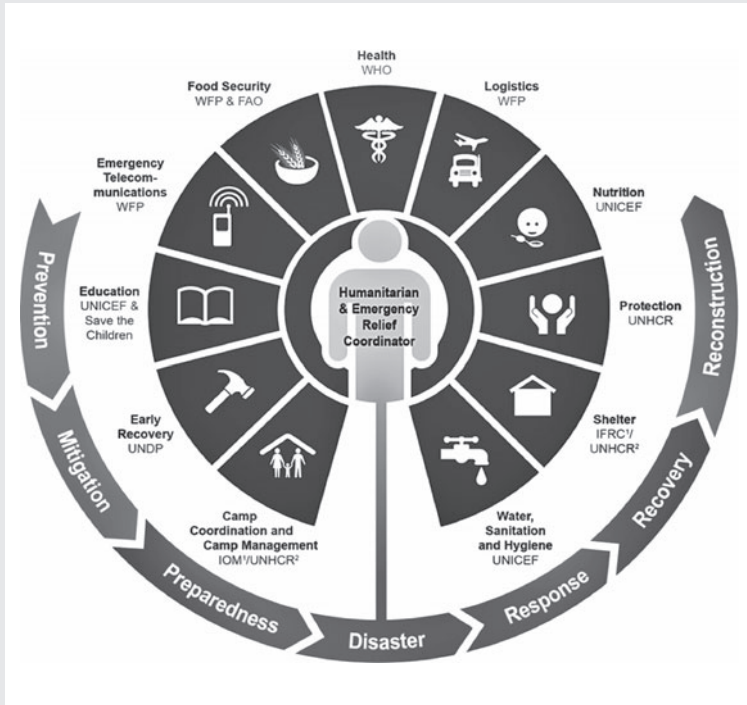 Health
WHO
Logistics
WFP
Nutrition
UNICEF
Protection
UNHCR
Shelter
IFRC¹/
UNHCR²
Water,
Sanitation
and Hygiene
UNICEF
Camp
Coordination and
Camp Management
IOM¹/UNHCR²
Early
Recovery
UNDP
Education
UNICEF &
Save the
Children
Emergency
Telecom-
munications
WFP
Food Security
WFP & FAO
Humanitarian
& Emergency
Relief
Coordinator
Prevention
Mitigation
Preparedness
Disaster
Response
Recovery
Reconstruction